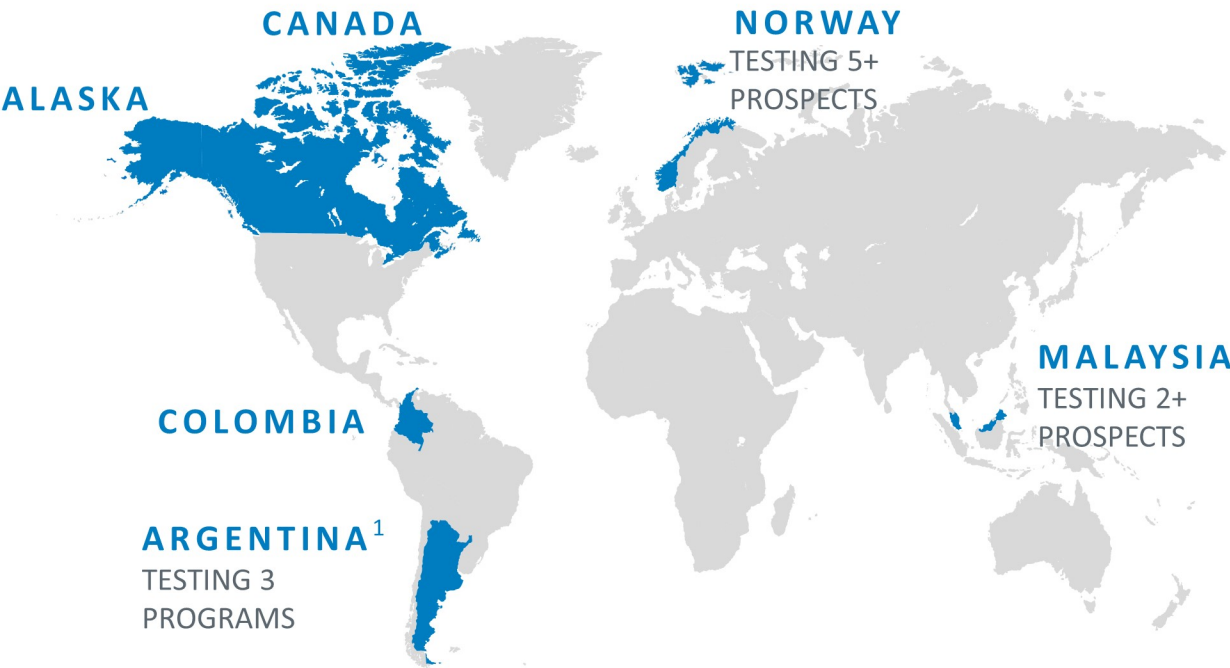 CANADA
NORWAY
TESTING 5+
PROSPECTS
ALASKA
MALAYSIA
TESTING 2+
PROSPECTS
COLOMBIA
ARGENTINA¹
TESTING 3
PROGRAMS